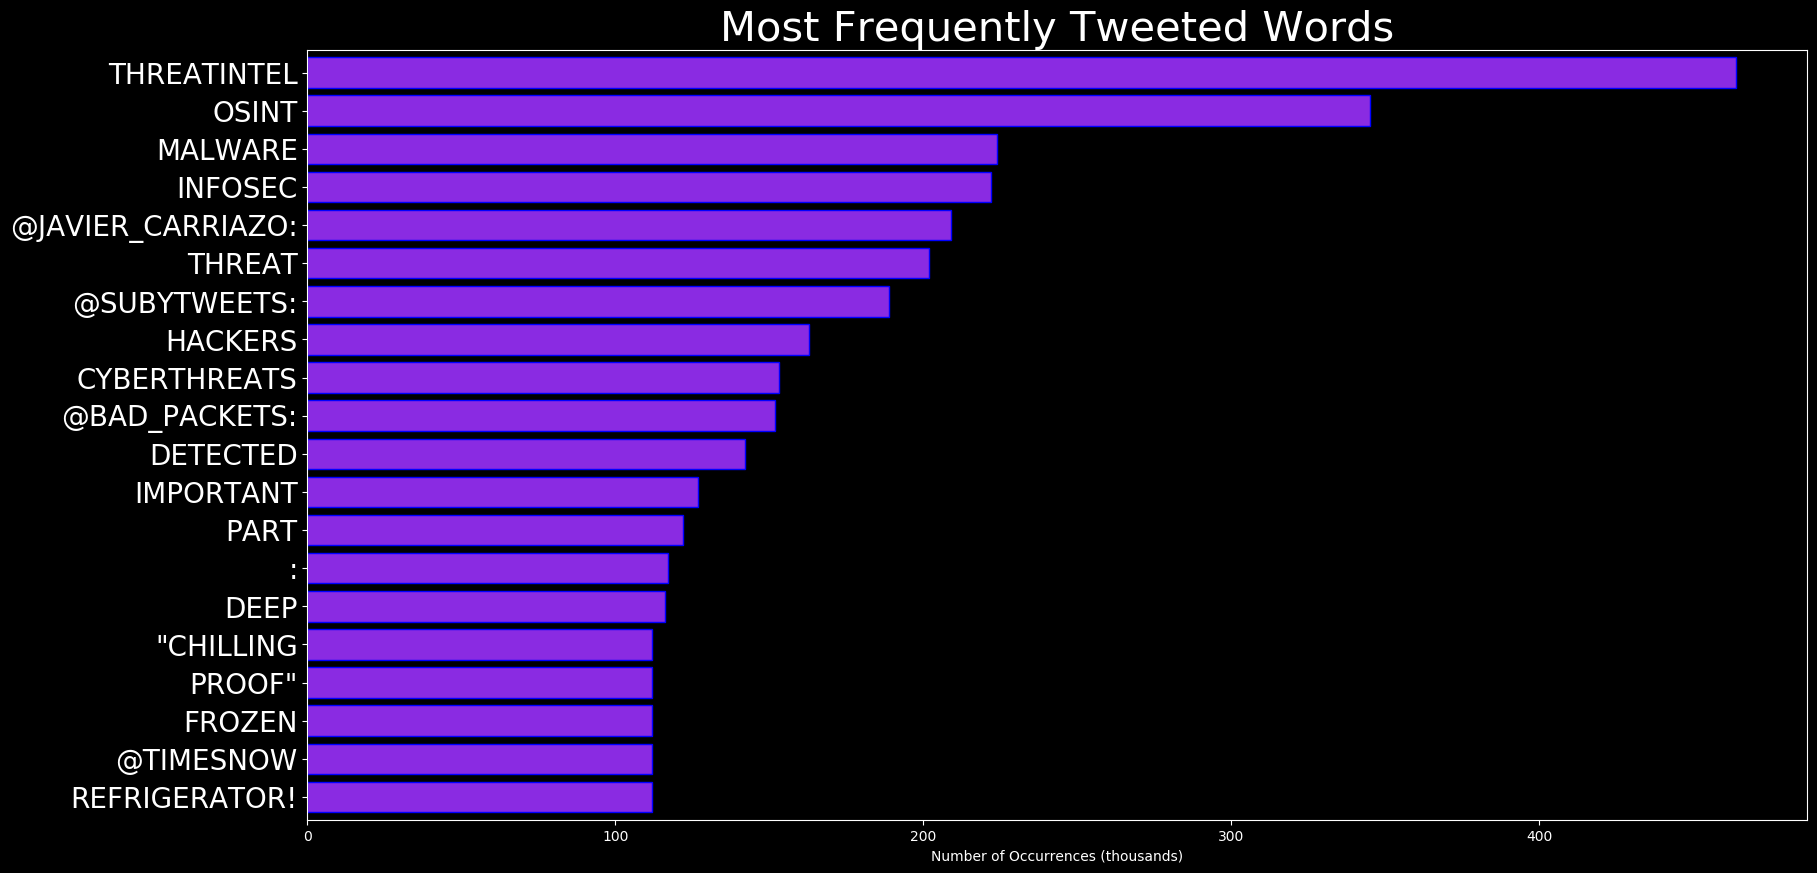 Most Frequently Tweeted Words
THREATINTEL
OSINT
MALWARE
INFOSEC
@JAVIER_CARRIAZO:
THREAT
@SUBYTWEETS:
HACKERS
CYBERTHREATS
@BAD_PACKETS:
DETECTED
IMPORTANT
PART
:
DEEP
"CHILLING
PROOF"
FROZEN
@TIMESNOW
REFRIGERATOR!
0 100 200 300 400
Number of Occurrences (thousands)